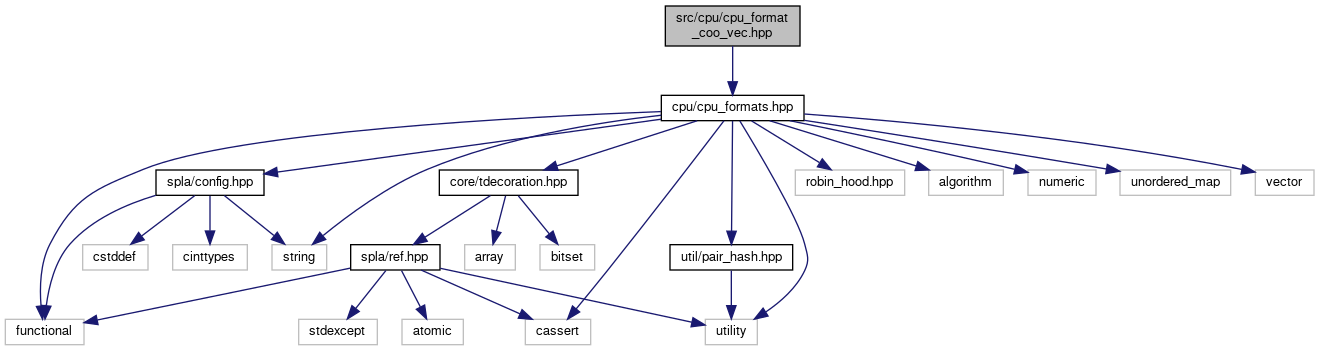 src/cpu/cpu_format
_coo_vec.hpp
cpu/cpu_formats.hpp
spla/config.hpp
core/tdecoration.hpp
robin_hood.hpp
algorithm
numeric
unordered_map
vector
cstddef
cinttypes
string
spla/ref.hpp
array
bitset
util/pair_hash.hpp
functional
stdexcept
atomic
cassert
utility